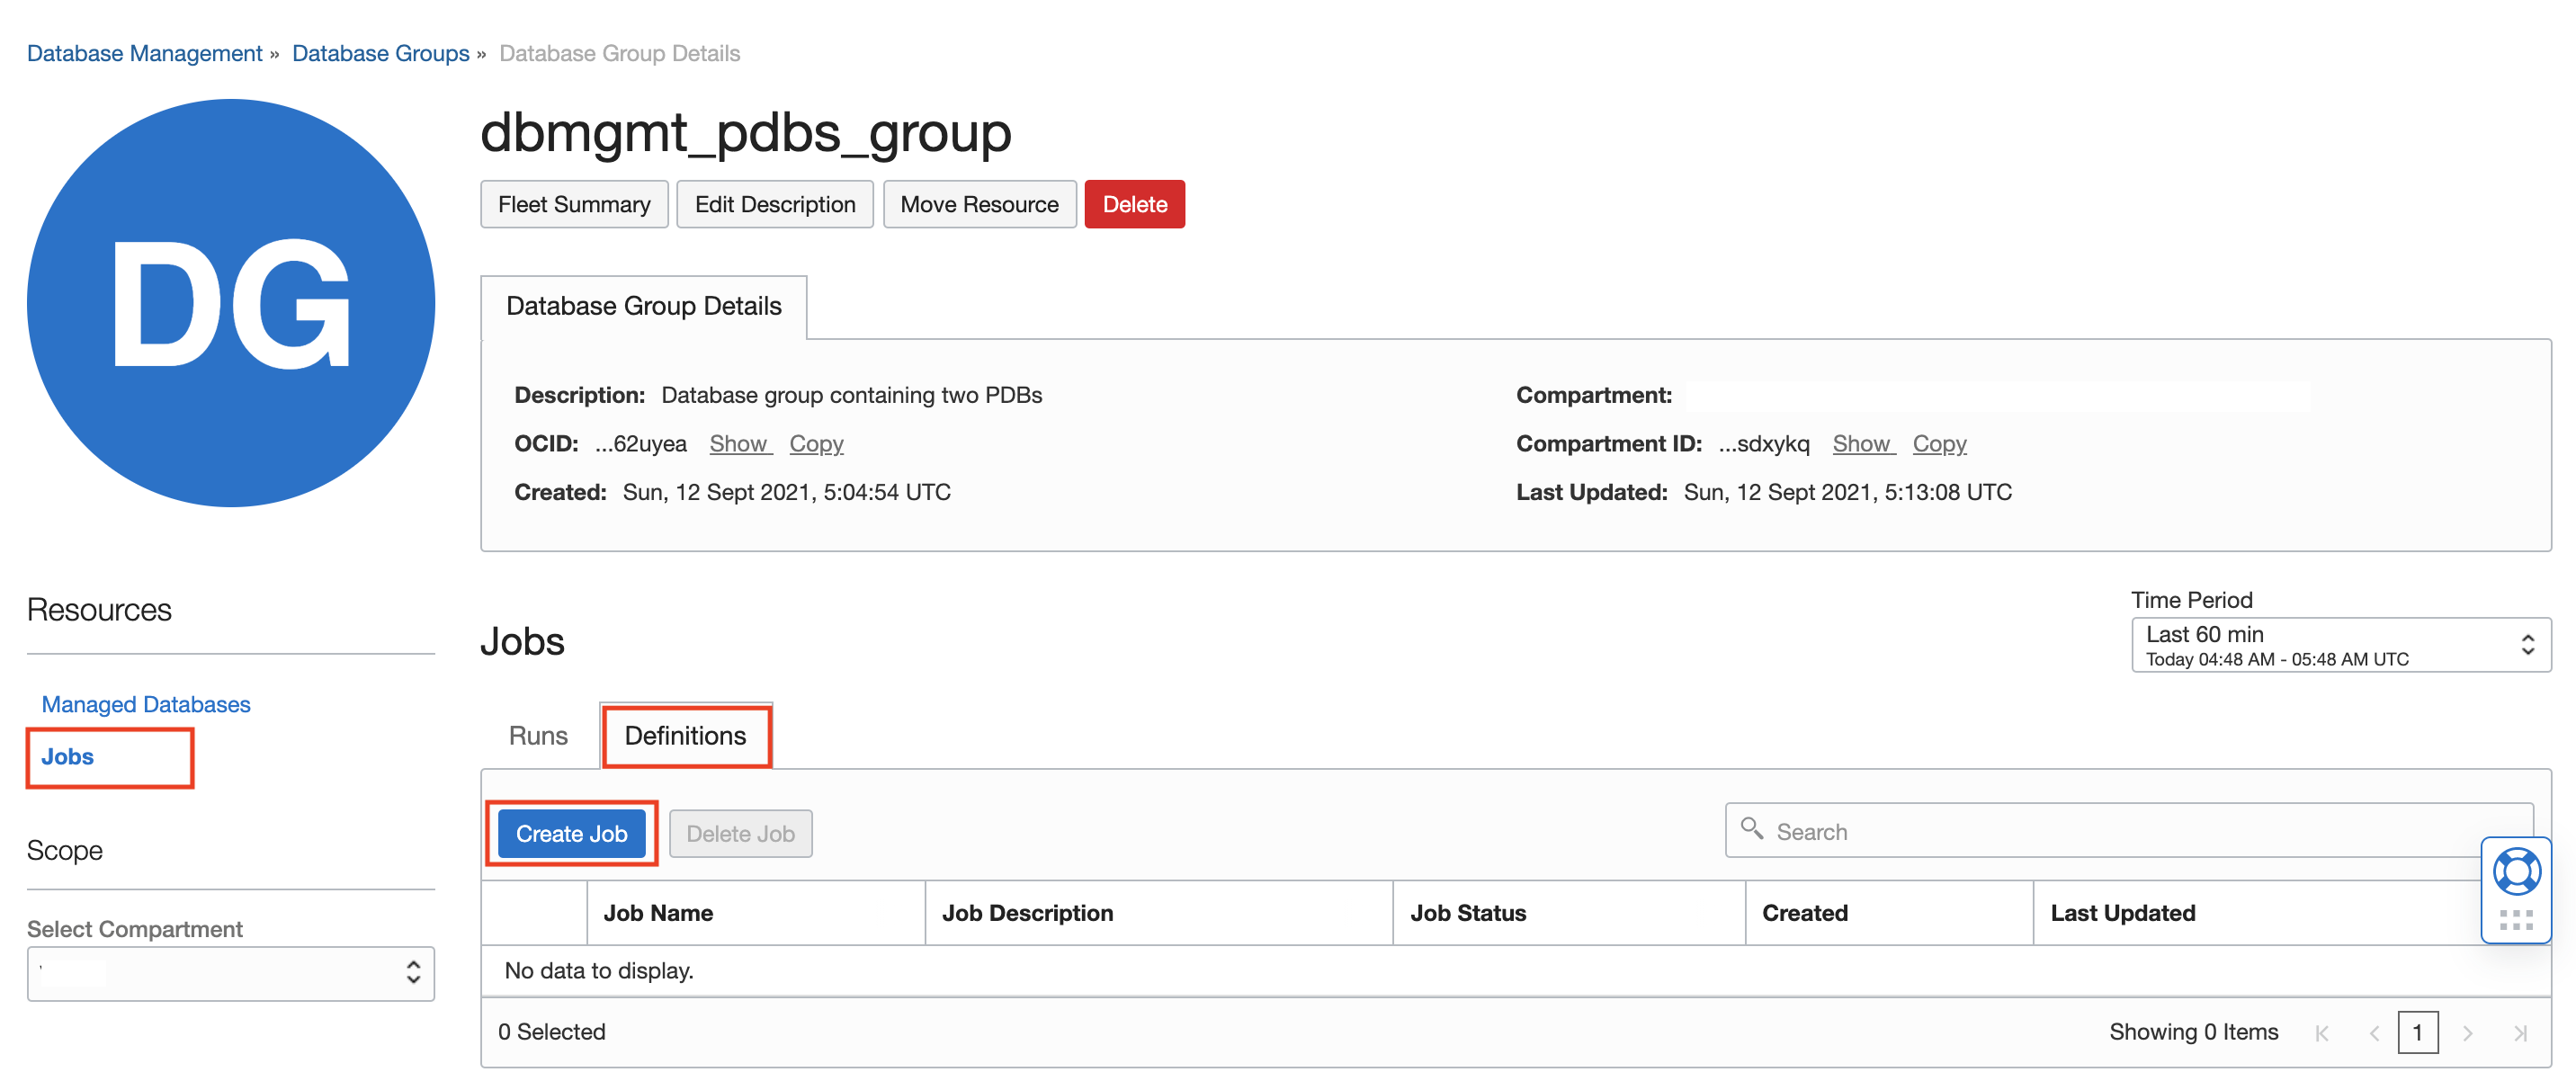 Database Management » Database Groups » Database Group Details
DG
dbmgmt_pdbs_group
Fleet Summary Edit Description Move Resource Delete
Database Group Details
Description: Database group containing two PDBs
OCID: ...62uyea Show Copy
Created: Sun, 12 Sept 2021, 5:04:54 UTC
Compartment:
Compartment ID: ...sdxykq Show Copy
Last Updated: Sun, 12 Sept 2021, 5:13:08 UTC
Resources
Managed Databases
Jobs
Scope
Select Compartment
Jobs
Time Period
Last 60 min
Today 04:48 AM - 05:48 AM UTC
Runs Definitions
Create Job Delete Job Search
Job Name Job Description Job Status Created Last Updated
No data to display.
0 Selected Showing 0 Items 1